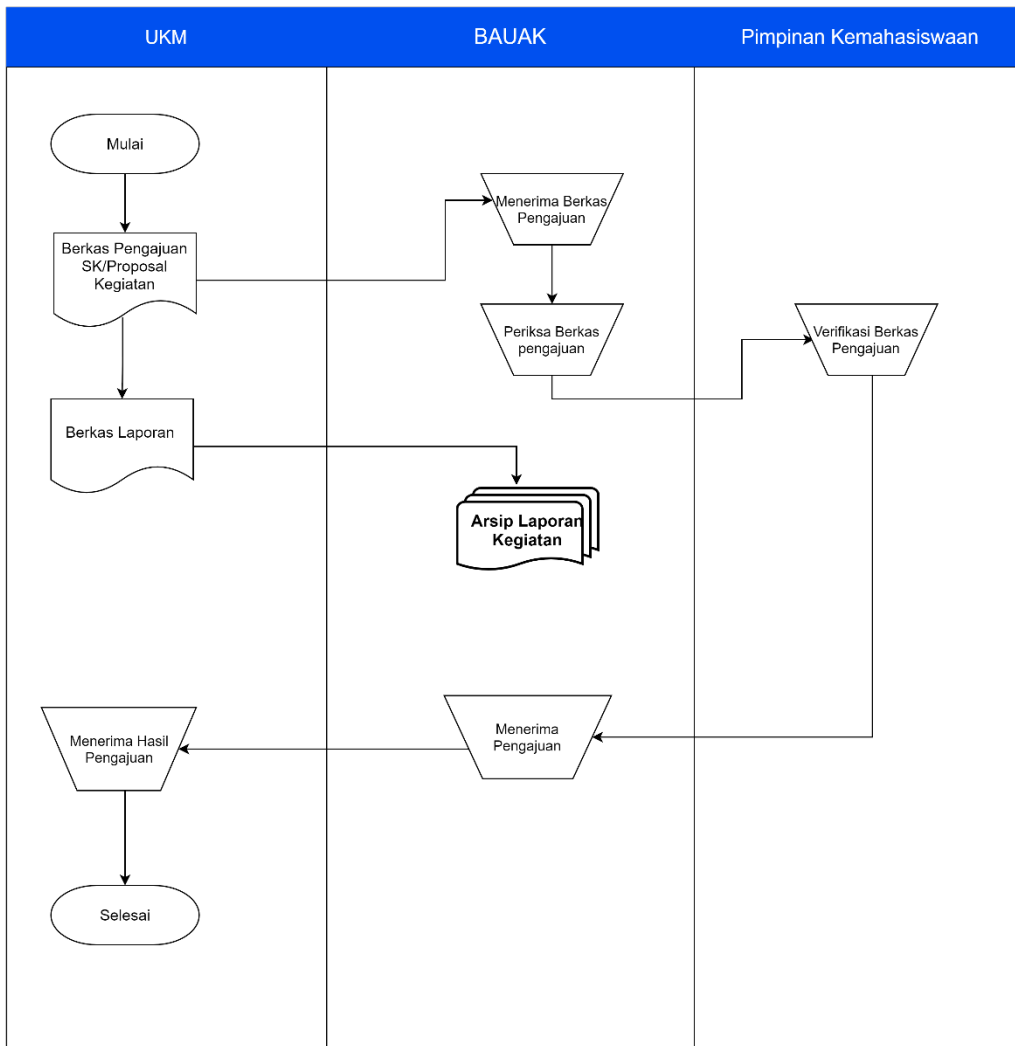 UKM
BAUAK
Pimpinan Kemahasiswaan
Mulai
Menerima Berkas
Pengajuan
Berkas Pengajuan
SK/Proposal
Kegiatan
Periksa Berkas
pengajuan
Verifikasi Berkas
Pengajuan
Berkas Laporan
Arsip Laporan
Kegiatan
Menerima Hasil
Pengajuan
Menerima
Pengajuan
Selesai